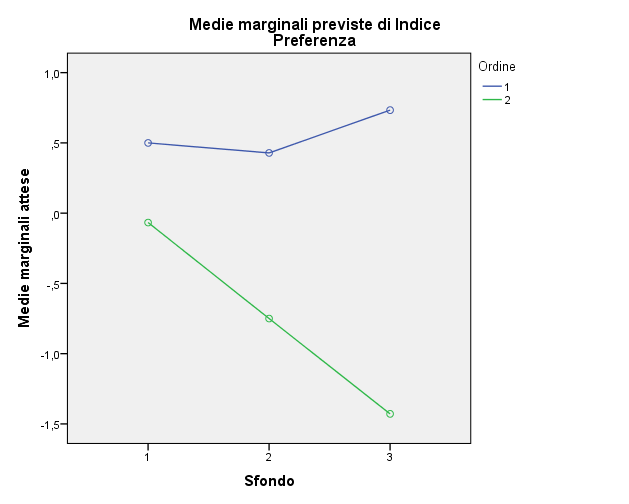 Medie marginali previste di Indice
Preferenza
Ordine
1
2
Medie marginali attese
1,0
,5
,0
-,5
-1,0
-1,5
1 2 3
Sfondo